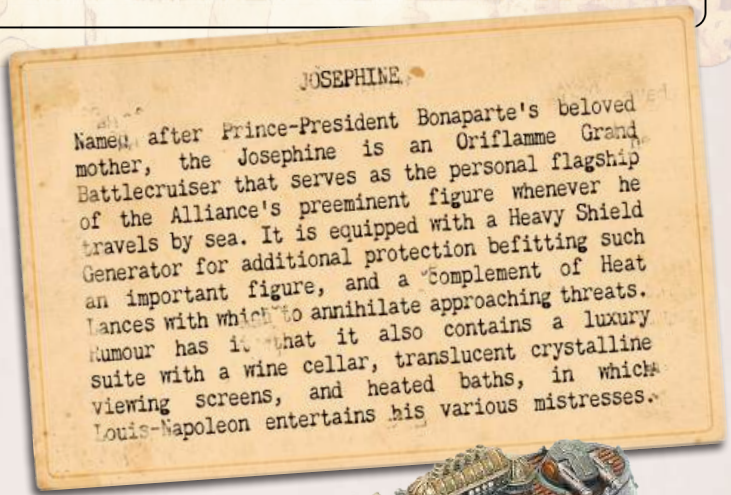 JOSEPHINE
Named after Prince-President Bonaparte's beloved
mother, the Josephine is an Oriflamme Grand
Battlecruiser that serves as the personal flagship
of the Alliance's preeminent figure whenever he
travels by sea. It is equipped with a Heavy Shield
Generator for additional protection befitting such
an important figure, and a complement of Heat
Lances with which to annihilate approaching threats.
Rumour has it that it also contains a luxury
suite with a wine cellar, translucent crystalline
viewing screens, and heated baths, in which
Louis-Napoleon entertains his various mistresses.